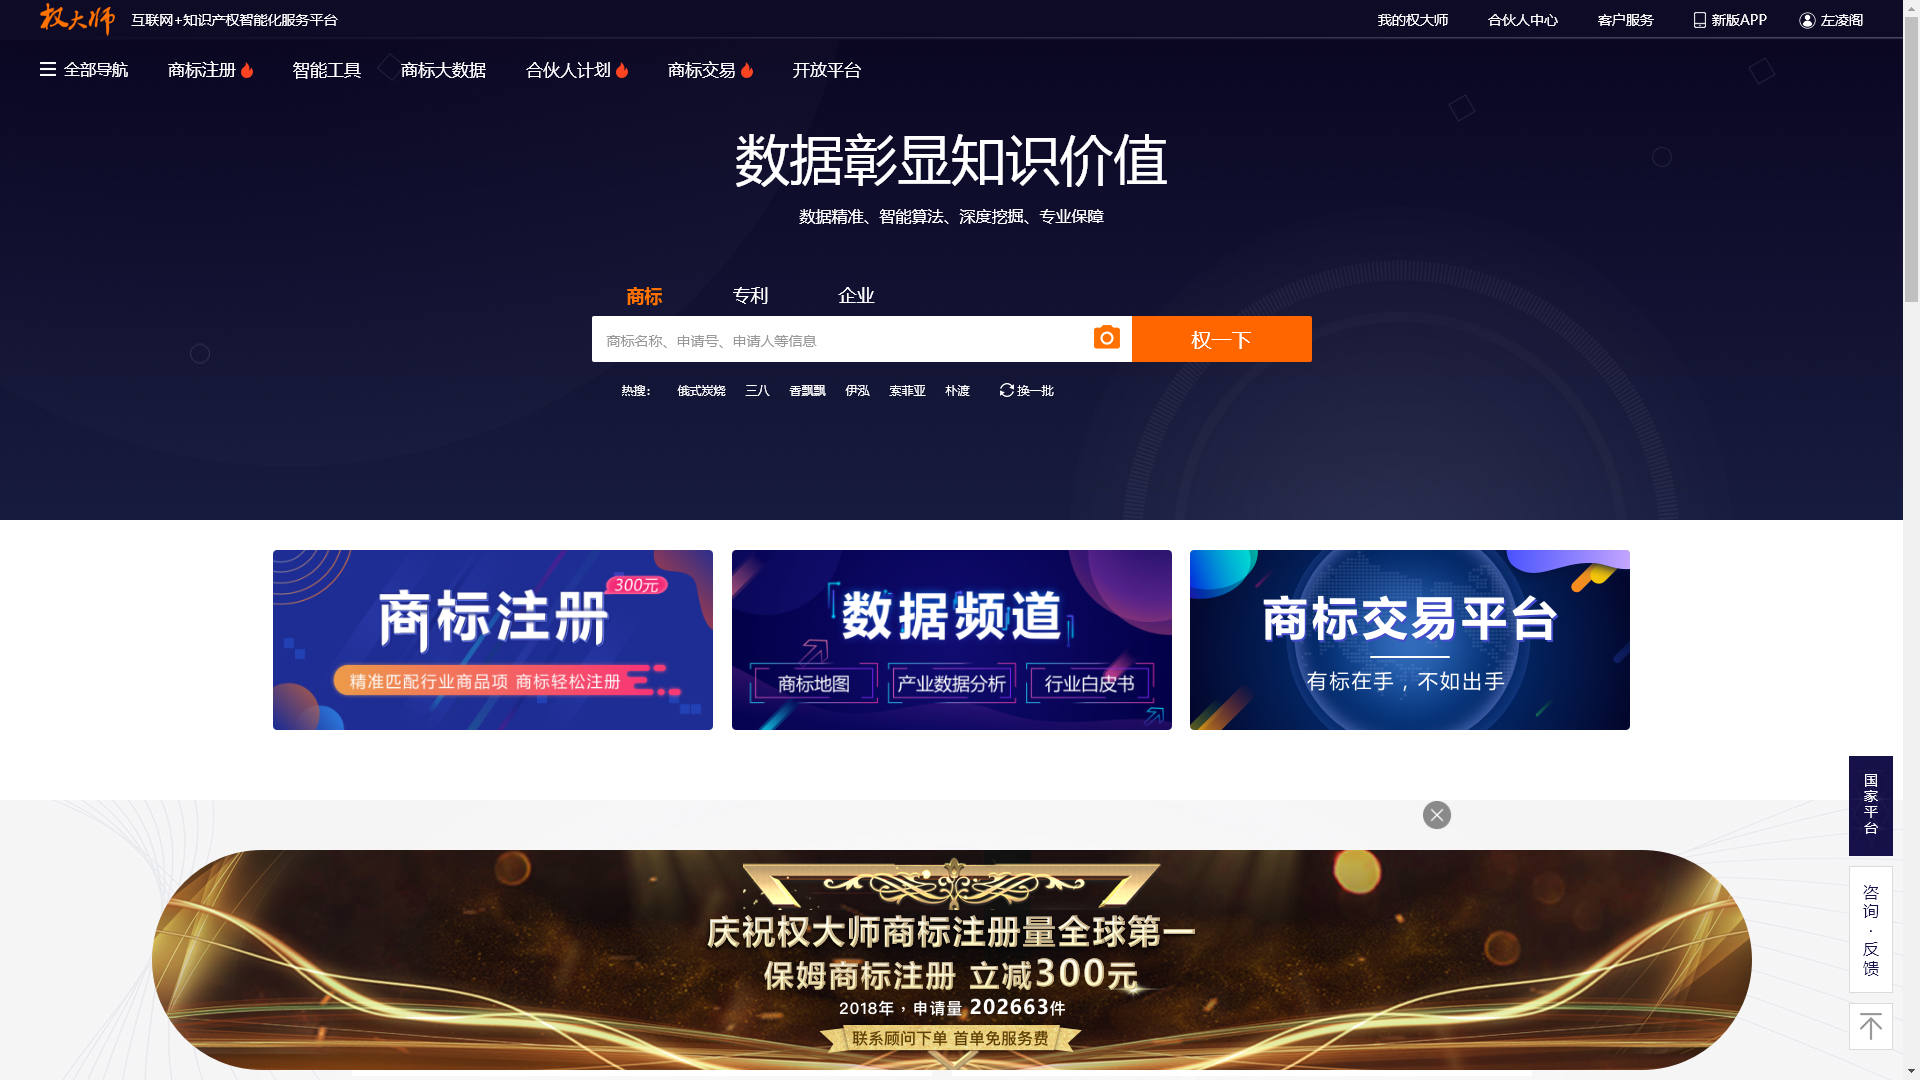 权大师 互联网+知识产权智能化服务平台 我的权大师 合伙人中心 客户服务 新版APP 左凌阁
全部导航 商标注册 智能工具 商标大数据 合伙人计划 商标交易 开放平台
数据彰显知识价值
数据精准、智能算法、深度挖掘、专业保障
商标 专利 企业
商标名称、申请号、申请人等信息 权一下
热搜: 俄式炭烧 三八 香飘飘 伊泓 索菲亚 朴渡 换一批
商标注册 300元
精准匹配行业商品项 商标轻松注册
数据频道
商标地图 产业数据分析 行业白皮书
商标交易平台
有标在手，不如出手
国家平台
咨询·反馈
庆祝权大师商标注册量全球第一
保姆商标注册 立减300元
2018年，申请量 202663件
联系顾问下单 首单免服务费